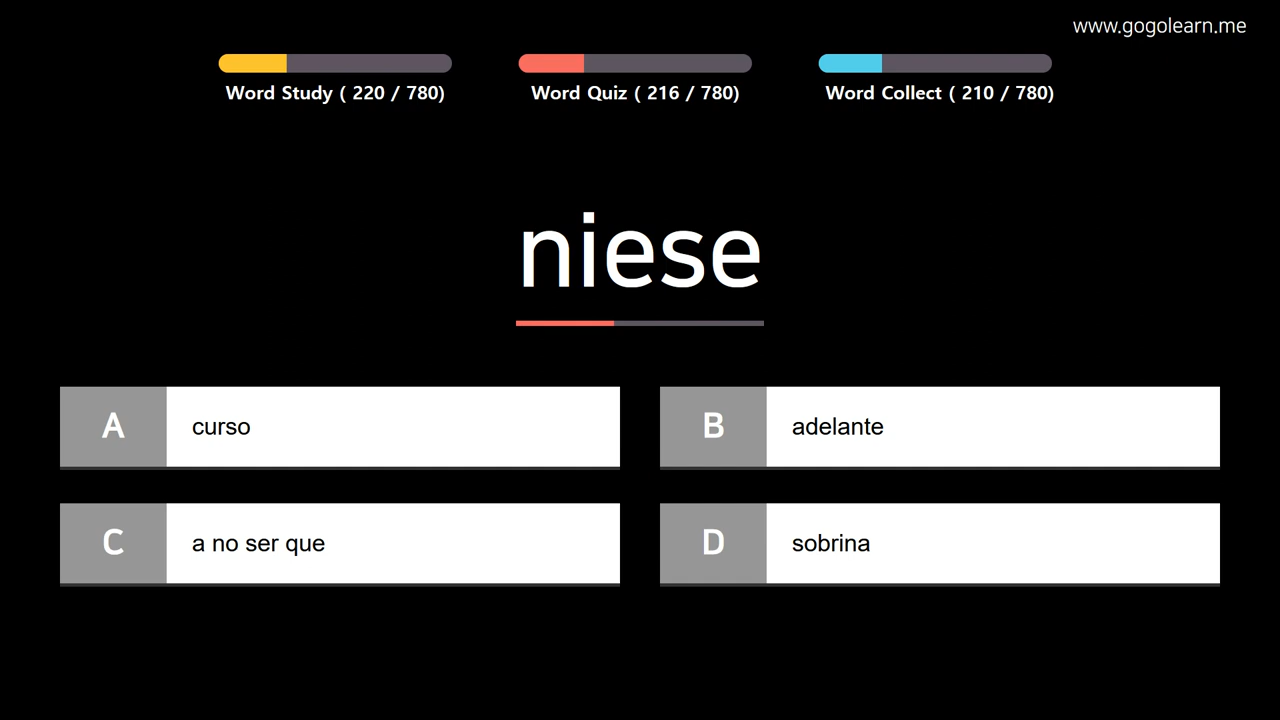 www.gogolearn.me
Word Study ( 220 / 780)
Word Quiz ( 216 / 780)
Word Collect ( 210 / 780)
niese
A
curso
B
adelante
C
a no ser que
D
sobrina